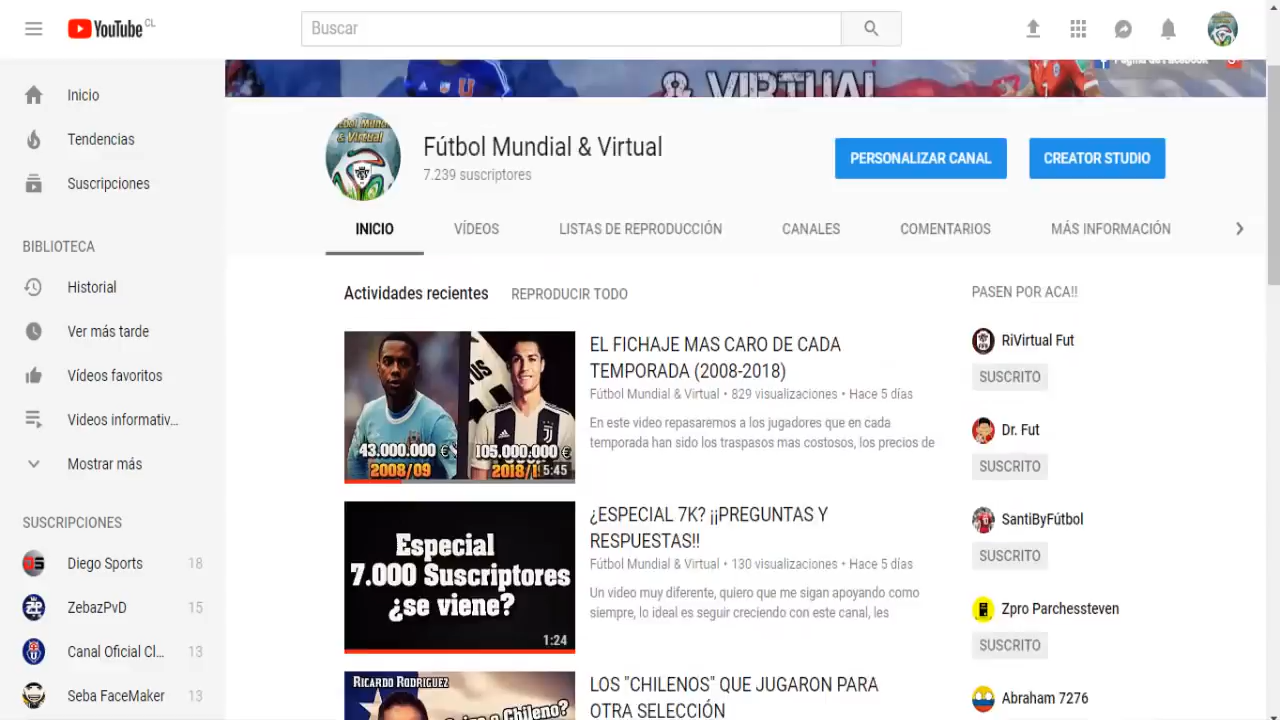 YouTube CL
Buscar
Inicio
Tendencias
Suscripciones
BIBLIOTECA
Historial
Ver más tarde
Vídeos favoritos
Videos informativ...
Mostrar más
SUSCRIPCIONES
Diego Sports 18
ZebazPvD 15
Canal Oficial Cl... 13
Seba FaceMaker 13
& VIRTUAL
Página de Facebook
Fútbol Mundial & Virtual
7.239 suscriptores
PERSONALIZAR CANAL
CREATOR STUDIO
INICIO
VÍDEOS
LISTAS DE REPRODUCCIÓN
CANALES
COMENTARIOS
MÁS INFORMACIÓN
Actividades recientes
REPRODUCIR TODO
43.000.000 €
2008/09
105.000.000 €
5:45
EL FICHAJE MAS CARO DE CADA
TEMPORADA (2008-2018)
Fútbol Mundial & Virtual • 829 visualizaciones • Hace 5 días
En este video repasaremos a los jugadores que en cada
temporada han sido los traspasos mas costosos, los precios de
Especial
7.000 Suscriptores
¿se viene?
1:24
¿ESPECIAL 7K? ¡¡PREGUNTAS Y
RESPUESTAS!!
Fútbol Mundial & Virtual • 130 visualizaciones • Hace 5 días
Un video muy diferente, quiero que me sigan apoyando como
siempre, lo ideal es seguir creciendo con este canal, les
RICARDO RODRIGUEZ
Chileno?
LOS "CHILENOS" QUE JUGARON PARA
OTRA SELECCIÓN
PASEN POR ACA!!
RiVirtual Fut
SUSCRITO
Dr. Fut
SUSCRITO
SantiByFútbol
SUSCRITO
Zpro Parchessteven
SUSCRITO
Abraham 7276